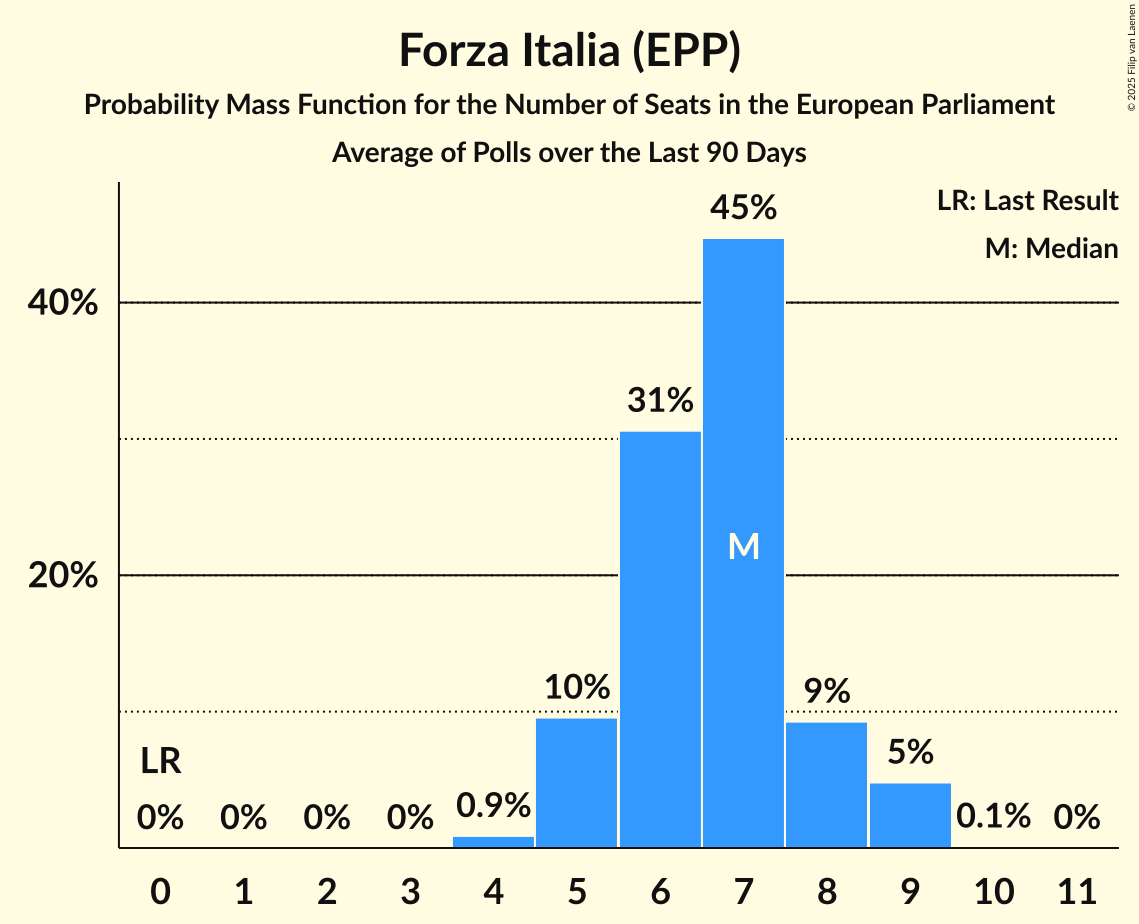 Forza Italia (EPP)
Probability Mass Function for the Number of Seats in the European Parliament
Average of Polls over the Last 90 Days
© 2025 Filip van Laenen
LR: Last Result
M: Median
45%
40%
31%
M
20%
10%
9%
5%
LR
0%
0%
0%
0%
0.9%
0.1%
0%
0 1 2 3 4 5 6 7 8 9 10 11